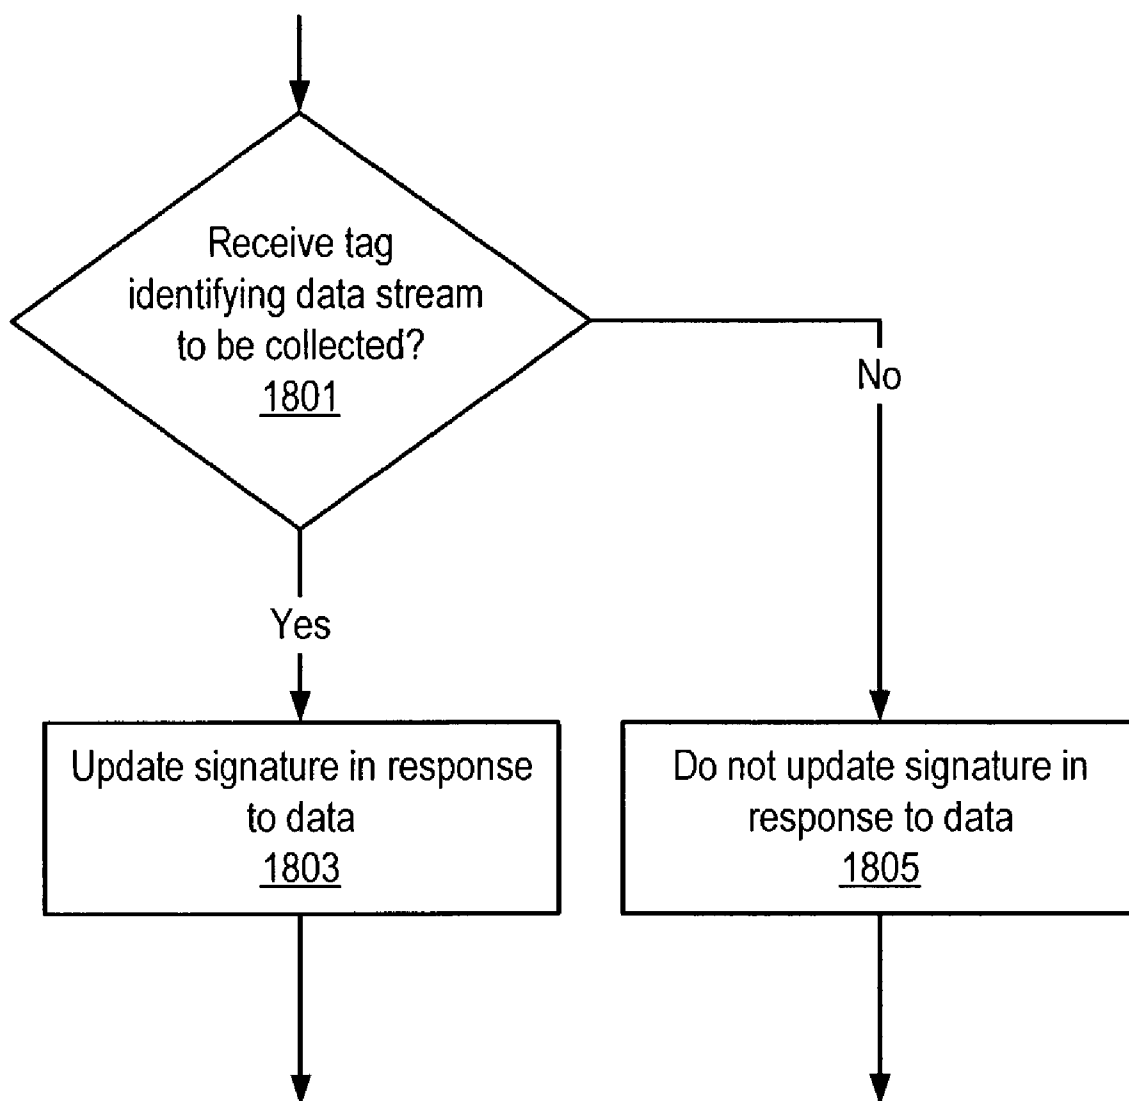 Receive tag
identifying data stream
to be collected?
1801
No
Yes
Update signature in response
to data
1803
Do not update signature in
response to data
1805